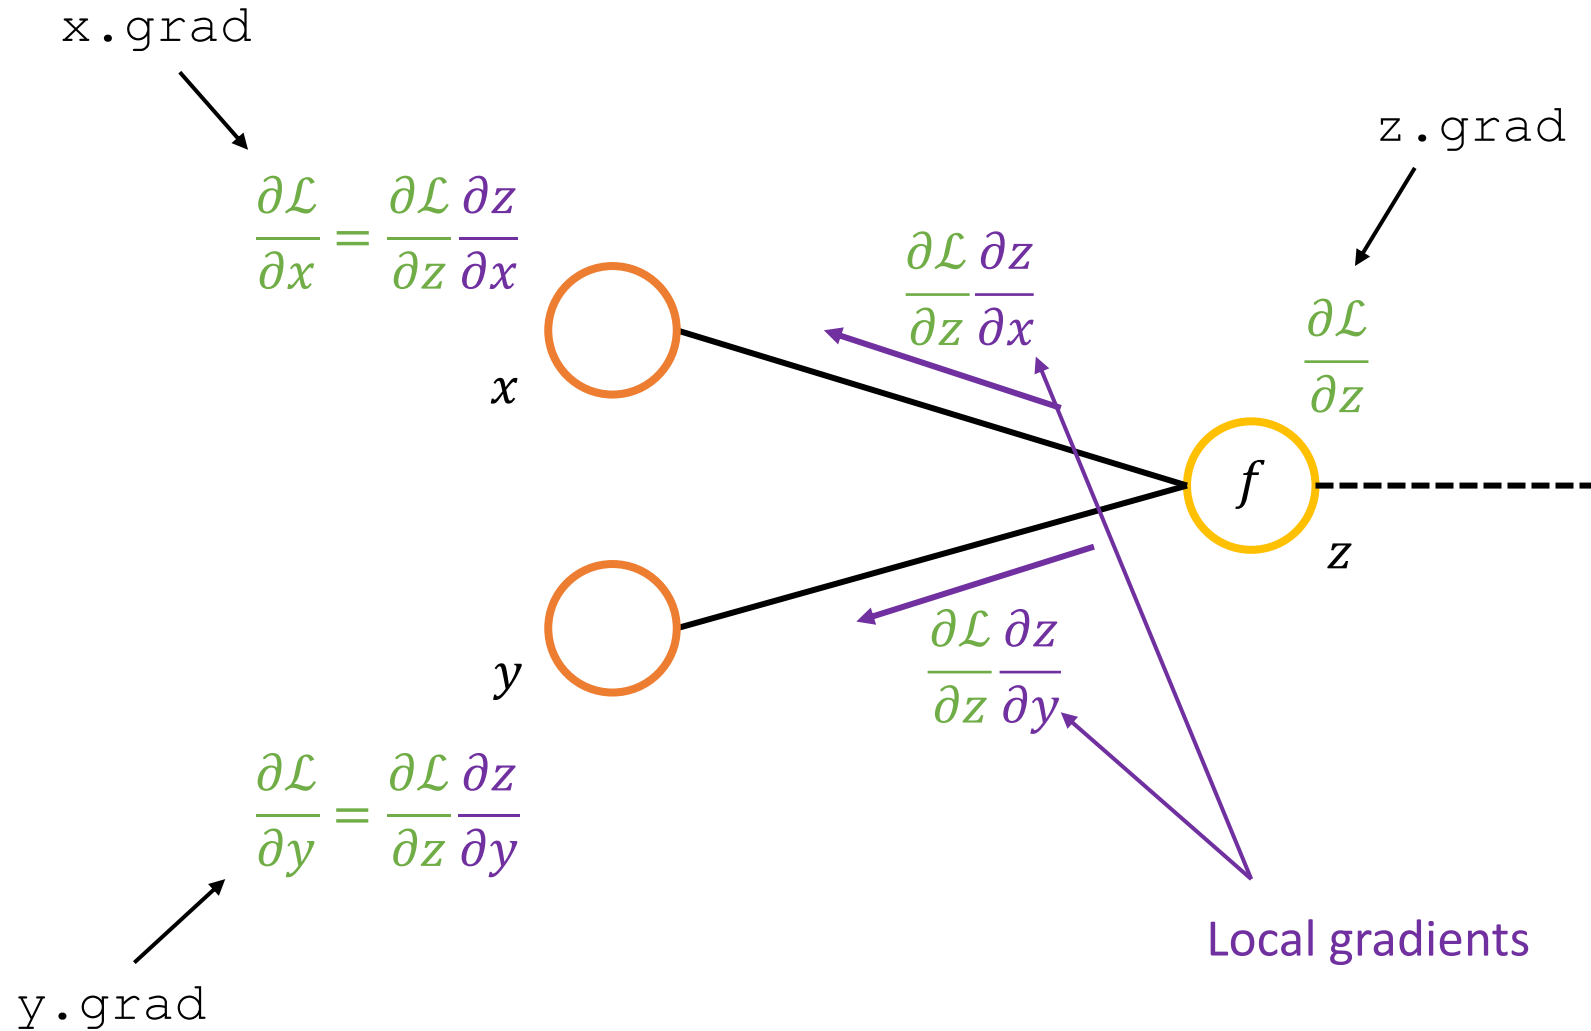 x.grad
z.grad
∂ℒ/∂x = ∂ℒ/∂z ∂z/∂x
∂ℒ/∂z ∂z/∂x
∂ℒ/∂z
x
f
z
y
∂ℒ/∂z ∂z/∂y
∂ℒ/∂y = ∂ℒ/∂z ∂z/∂y
Local gradients
y.grad